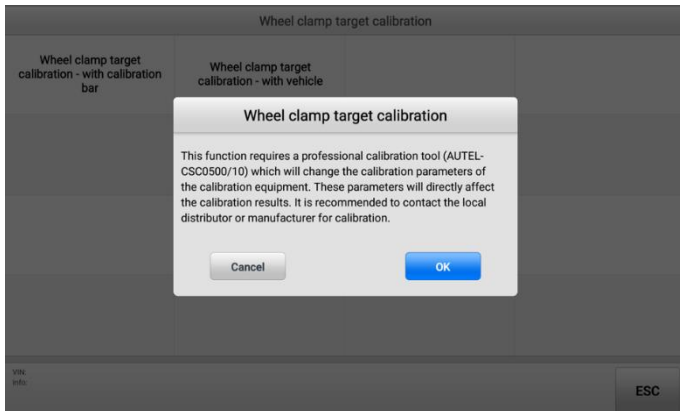 Wheel clamp target calibration
Wheel clamp target
calibration - with calibration
bar
Wheel clamp target
calibration - with vehicle
Wheel clamp target calibration
This function requires a professional calibration tool (AUTEL-
CSC0500/10) which will change the calibration parameters of
the calibration equipment. These parameters will directly affect
the calibration results. It is recommended to contact the local
distributor or manufacturer for calibration.
Cancel
OK
VIN:
Info:
ESC